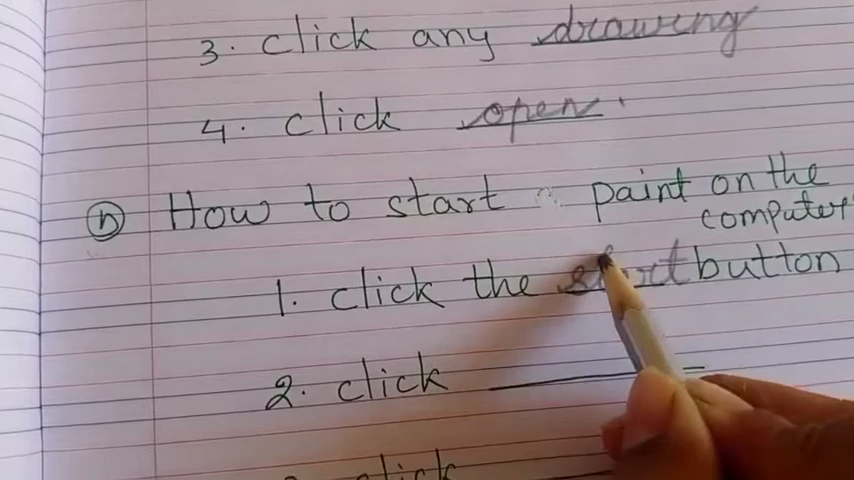 3. click any drawing
4. click open.
(n) How to start paint on the
computer
1. click the start button
2. click
click